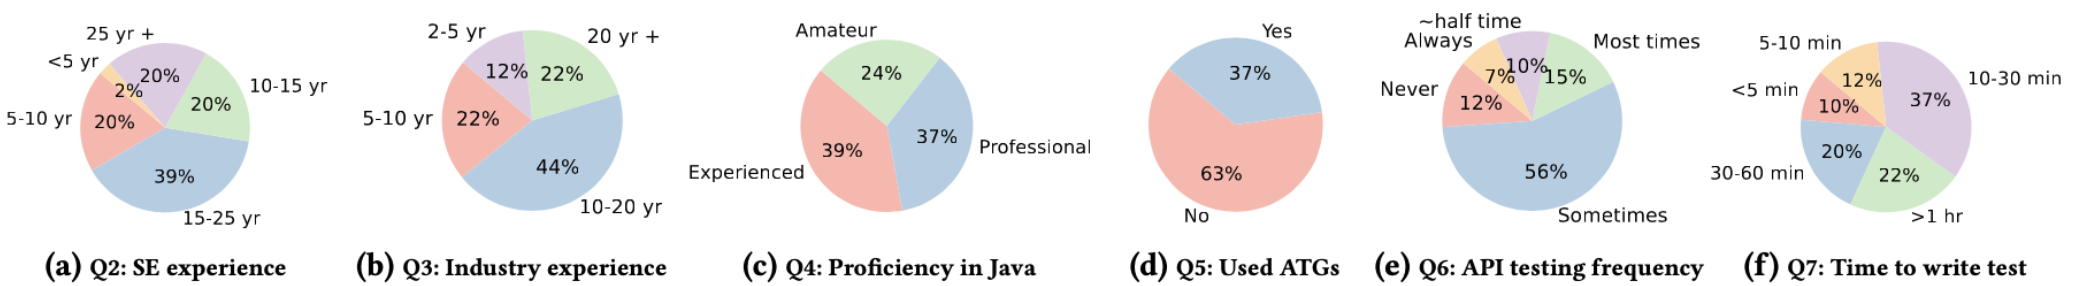 25 yr +
<5 yr
20%
2%
10-15 yr
20%
5-10 yr
20%
39%
15-25 yr
(a) Q2: SE experience
2-5 yr
20 yr +
12%
22%
5-10 yr
22%
44%
10-20 yr
(b) Q3: Industry experience
Amateur
24%
37%
Professional
39%
Experienced
(c) Q4: Proficiency in Java
Yes
37%
63%
No
(d) Q5: Used ATGs
~half time
Always
Most times
10%
7%
15%
Never
12%
56%
Sometimes
(e) Q6: API testing frequency
5-10 min
10-30 min
12%
<5 min
10%
37%
20%
30-60 min
22%
>1 hr
(f) Q7: Time to write test